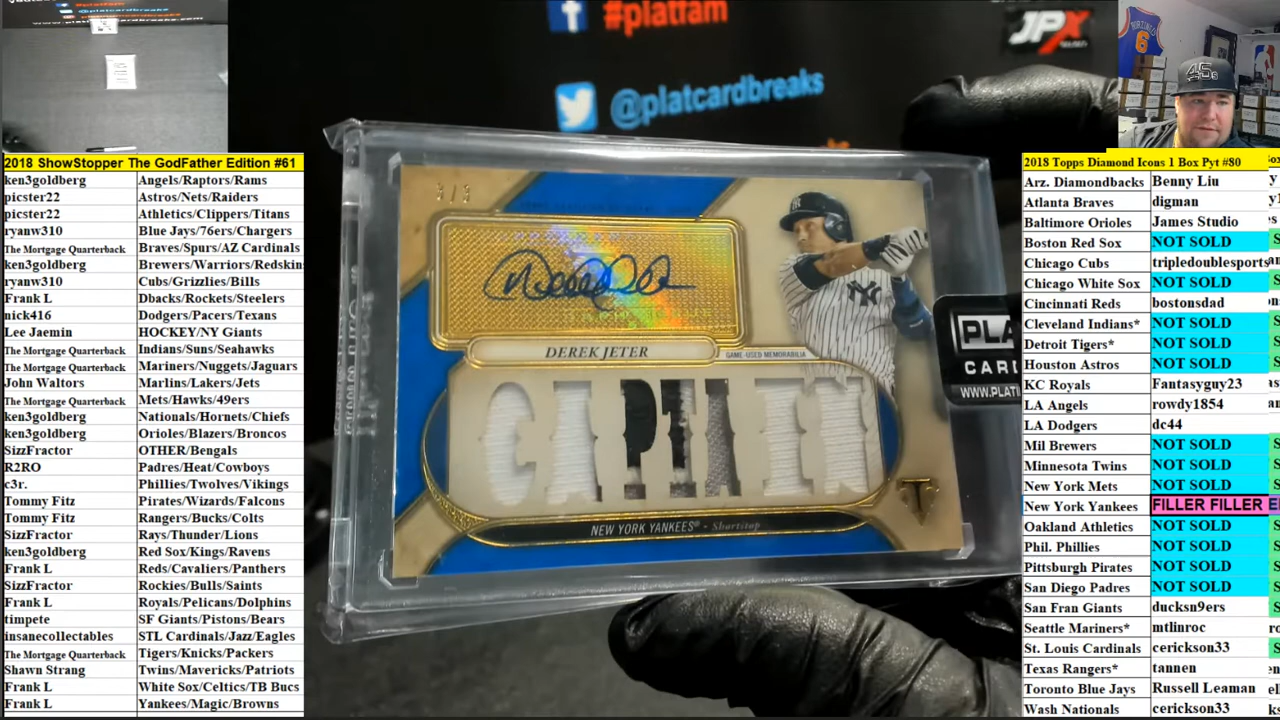 #platfam
@platcardbreaks
JPX
45s
6
2018 ShowStopper The GodFather Edition #61
ken3goldberg Angels/Raptors/Rams
picster22 Astros/Nets/Raiders
picster22 Athletics/Clippers/Titans
ryanw310 Blue Jays/76ers/Chargers
The Mortgage Quarterback Braves/Spurs/AZ Cardinals
ken3goldberg Brewers/Warriors/Redskin
ryanw310 Cubs/Grizzlies/Bills
Frank L Dbacks/Rockets/Steelers
nick416 Dodgers/Pacers/Texans
Lee Jaemin HOCKEY/NY Giants
The Mortgage Quarterback Indians/Suns/Seahawks
The Mortgage Quarterback Mariners/Nuggets/Jaguars
John Waltors Marlins/Lakers/Jets
The Mortgage Quarterback Mets/Hawks/49ers
ken3goldberg Nationals/Hornets/Chiefs
ken3goldberg Orioles/Blazers/Broncos
SizzFractor OTHER/Bengals
R2RO Padres/Heat/Cowboys
c3r. Phillies/Twolves/Vikings
Tommy Fitz Pirates/Wizards/Falcons
Tommy Fitz Rangers/Bucks/Colts
SizzFractor Rays/Thunder/Lions
ken3goldberg Red Sox/Kings/Ravens
Frank L Reds/Cavaliers/Panthers
SizzFractor Rockies/Bulls/Saints
Frank L Royals/Pelicans/Dolphins
timpete SF Giants/Pistons/Bears
insanecollectables STL Cardinals/Jazz/Eagles
The Mortgage Quarterback Tigers/Knicks/Packers
Shawn Strang Twins/Mavericks/Patriots
Frank L White Sox/Celtics/TB Bucs
Frank L Yankees/Magic/Browns
3/3
DEREK JETER
GAME-USED MEMORABILIA
CAPTAIN
NEW YORK YANKEES® - Shortstop
PLA
CARD
WWW.PLATI
2018 Topps Diamond Icons 1 Box Pyt #80
Arz. Diamondbacks Benny Liu
Atlanta Braves digman
Baltimore Orioles James Studio
Boston Red Sox NOT SOLD
Chicago Cubs tripledoublesports
Chicago White Sox NOT SOLD
Cincinnati Reds bostonsdad
Cleveland Indians* NOT SOLD
Detroit Tigers* NOT SOLD
Houston Astros NOT SOLD
KC Royals Fantasyguy23
LA Angels rowdy1854
LA Dodgers dc44
Mil Brewers NOT SOLD
Minnesota Twins NOT SOLD
New York Mets NOT SOLD
New York Yankees FILLER FILLER
Oakland Athletics NOT SOLD
Phil. Phillies NOT SOLD
Pittsburgh Pirates NOT SOLD
San Diego Padres NOT SOLD
San Fran Giants ducksn9ers
Seattle Mariners* mtlinroc
St. Louis Cardinals cerickson33
Texas Rangers* tannen
Toronto Blue Jays Russell Leaman
Wash Nationals cerickson33